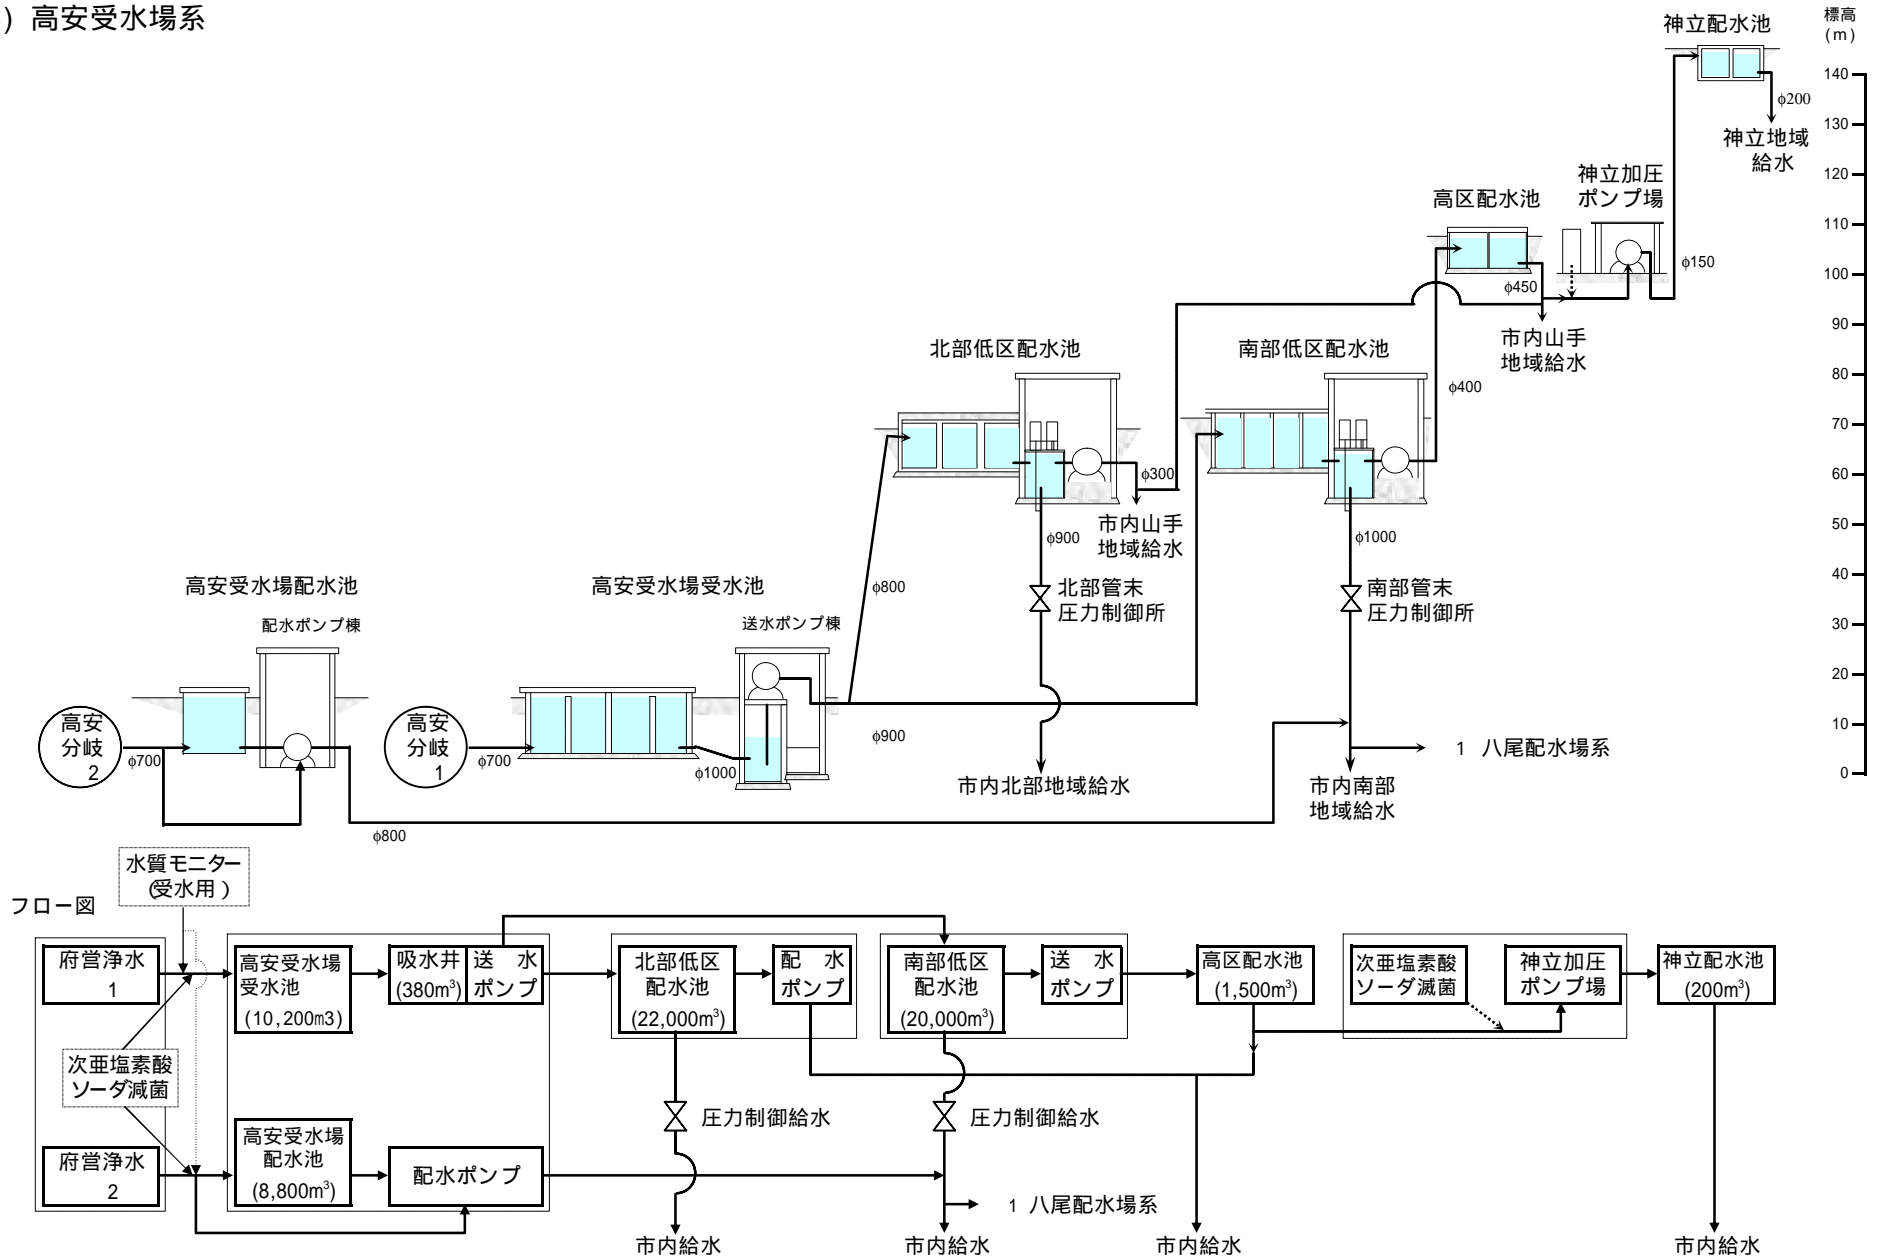 ) 高安受水場系
神立配水池
標高
(m)
140
130
120
110
100
90
80
70
60
50
40
30
20
10
0
φ200
神立地域
給水
神立加圧
ポンプ場
高区配水池
φ150
φ450
市内山手
地域給水
北部低区配水池
南部低区配水池
φ400
φ300
市内山手
地域給水
φ900
φ1000
北部管末
圧力制御所
南部管末
圧力制御所
φ800
高安受水場配水池
高安受水場受水池
配水ポンプ棟
送水ポンプ棟
高安
分岐
2
φ700
高安
分岐
1
φ700
φ1000
φ900
1 八尾配水場系
市内北部地域給水
市内南部
地域給水
φ800
水質モニター
(受水用)
フロー図
府営浄水
1
高安受水場
受水池
(10,200m3)
吸水井
(380m³)
送 水
ポンプ
北部低区
配水池
(22,000m³)
配 水
ポンプ
南部低区
配水池
(20,000m³)
送 水
ポンプ
高区配水池
(1,500m³)
次亜塩素酸
ソーダ滅菌
神立加圧
ポンプ場
神立配水池
(200m³)
次亜塩素酸
ソーダ滅菌
圧力制御給水
圧力制御給水
府営浄水
2
高安受水場
配水池
(8,800m³)
配水ポンプ
1 八尾配水場系
市内給水
市内給水
市内給水
市内給水